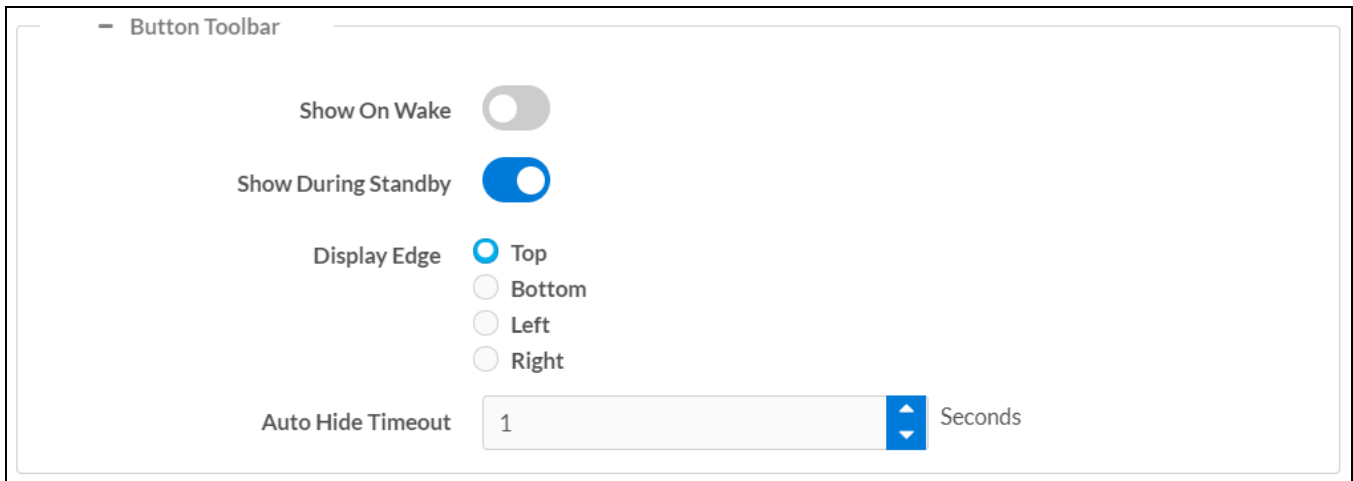 Button Toolbar
Show On Wake
Show During Standby
Display Edge Top
Bottom
Left
Right
Auto Hide Timeout 1 Seconds